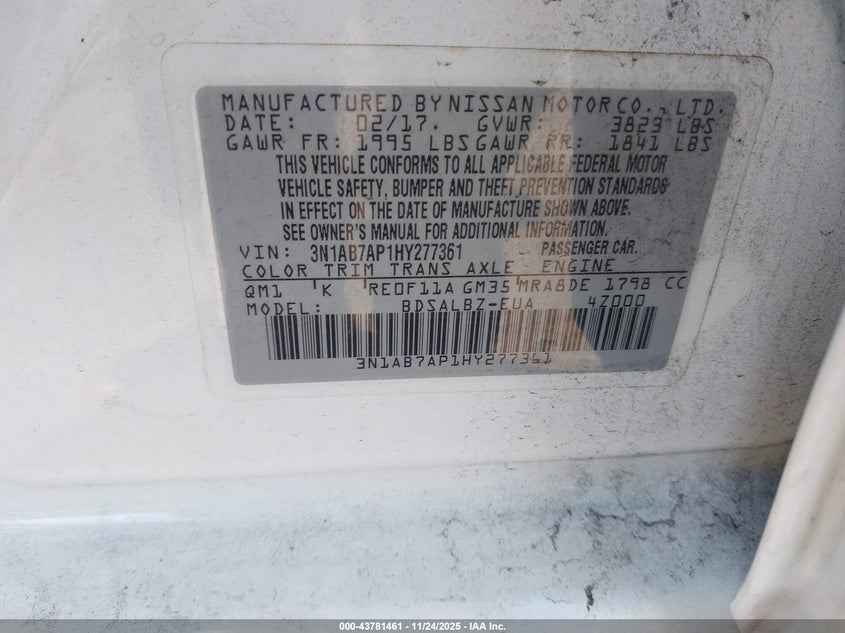 MANUFACTURED BY NISSAN MOTOR CO., LTD.
DATE: 02/17. GVWR: 3823 LBS
GAWR FR: 1995 LBS GAWR RR: 1841 LBS
THIS VEHICLE CONFORMS TO ALL APPLICABLE FEDERAL MOTOR
VEHICLE SAFETY, BUMPER AND THEFT PREVENTION STANDARDS
IN EFFECT ON THE DATE OF MANUFACTURE SHOWN ABOVE.
SEE OWNER'S MANUAL FOR ADDITIONAL INFORMATION.
VIN: 3N1AB7AP1HY277361 PASSENGER CAR.
COLOR TRIM TRANS AXLE ENGINE
QM1 K RE0F11A GM35 MRA8DE 1798 CC
MODEL: BDSALBZ-EUA 4Z000
3N1AB7AP1HY277361
000-43781461 - 11/24/2025 - IAA Inc.